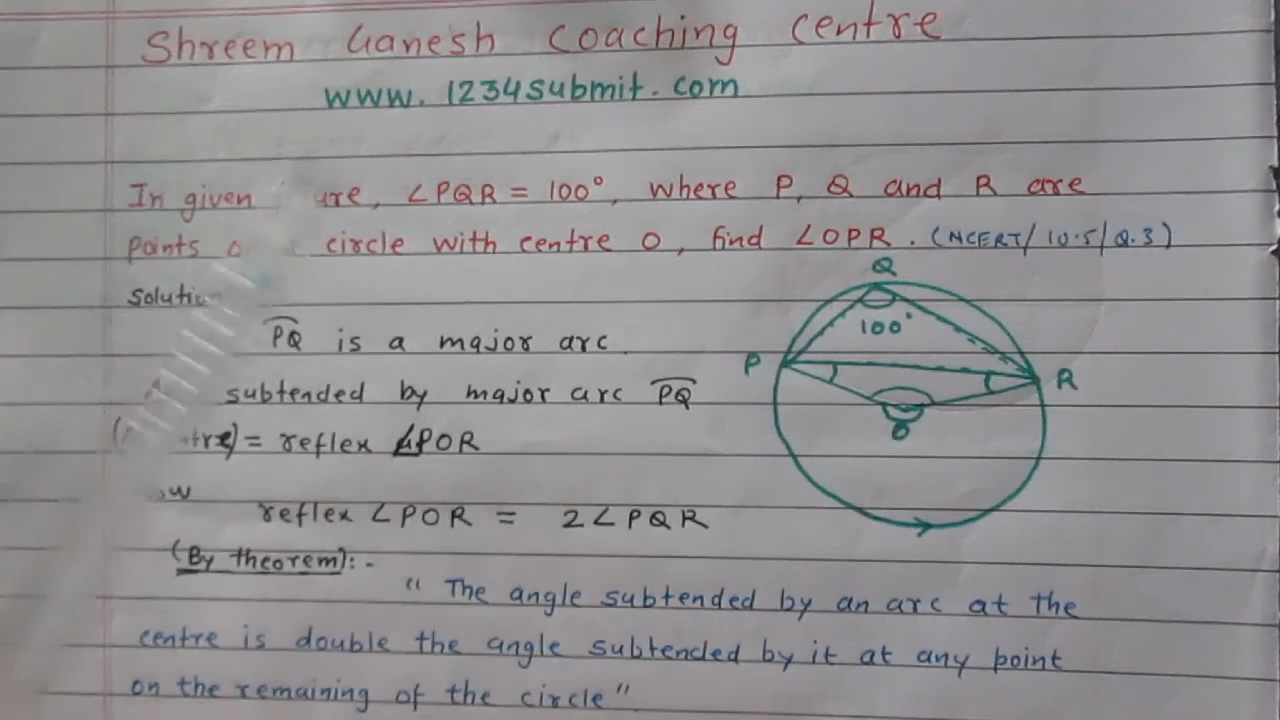 Shreem Ganesh Coaching Centre
www.1234submit.com
In given ure, ∠PQR = 100°, where P, Q and R are
points circle with centre O, find ∠OPR. (NCERT/10.5/Q.3)
Q
100°
P
R
O
PQ is a major arc
subtended by major arc PQ
= reflex ∠POR
reflex ∠POR = 2∠PQR
(By theorem):-
"The angle subtended by an arc at the
centre is double the angle subtended by it at any point
on the remaining of the circle"